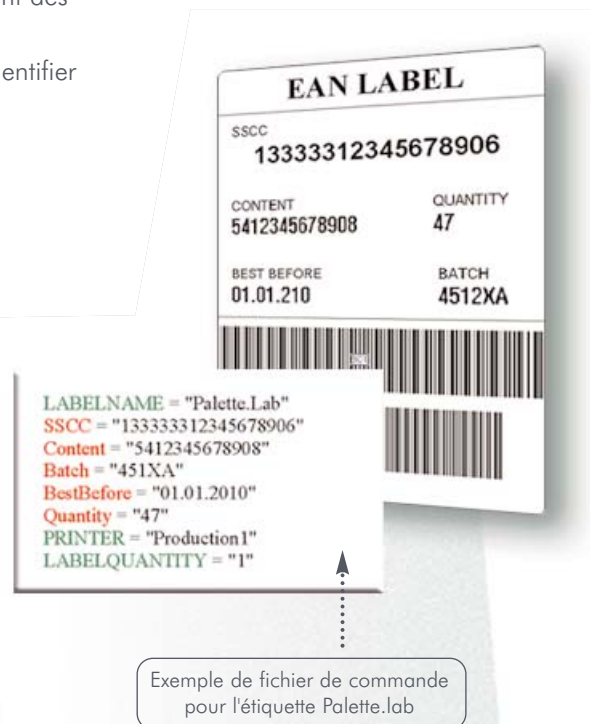 nt des
entifier
EAN LABEL
SSCC
13333312345678906
CONTENT QUANTITY
5412345678908 47
BEST BEFORE BATCH
01.01.210 4512XA
LABELNAME = "Palette.Lab"
SSCC = "133333312345678906"
Content = "5412345678908"
Batch = "451XA"
BestBefore = "01.01.2010"
Quantity = "47"
PRINTER = "Production1"
LABELQUANTITY = "1"
Exemple de fichier de commande
pour l'étiquette Palette.lab